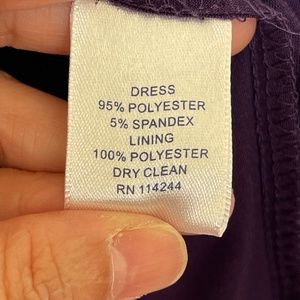 DRESS
95% POLYESTER
5% SPANDEX
LINING
100% POLYESTER
DRY CLEAN
RN 114244